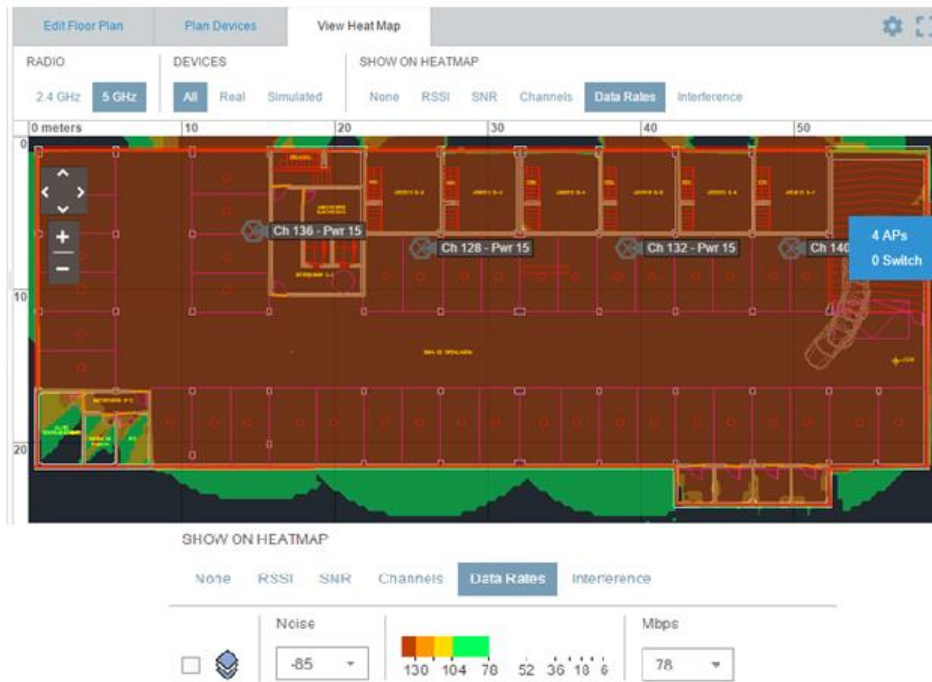 Edit Floor Plan Plan Devices View Heat Map
RADIO DEVICES SHOW ON HEATMAP
2.4 GHz 5 GHz All Real Simulated None RSSI SNR Channels Data Rates Interference
0 meters 10 20 30 40 50
0
Ch 136 - Pwr 15
Ch 128 - Pwr 15
Ch 132 - Pwr 15
Ch 140
4 APs
0 Switch
10
20
SHOW ON HEATMAP
None RSSI SNR Channels Data Rates Interference
Noise Mbps
-85 130 104 78 52 36 18 6 78